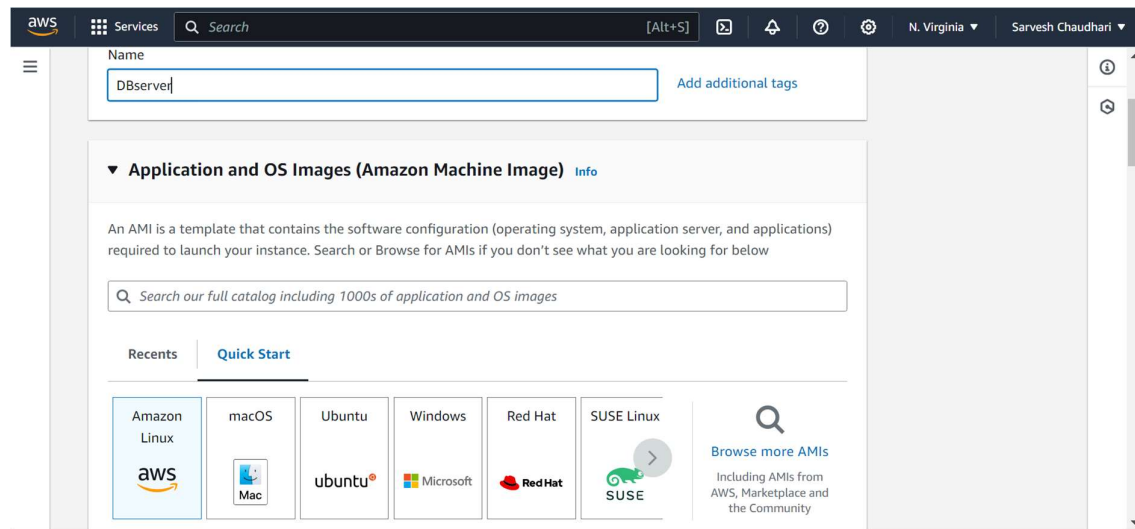 aws Services Search [Alt+S] N. Virginia Sarvesh Chaudhari
Name
DBserver Add additional tags
Application and OS Images (Amazon Machine Image) Info
An AMI is a template that contains the software configuration (operating system, application server, and applications)
required to launch your instance. Search or Browse for AMIs if you don't see what you are looking for below
Search our full catalog including 1000s of application and OS images
Recents Quick Start
Amazon
Linux
aws
macOS
Mac
Ubuntu
ubuntu
Windows
Microsoft
Red Hat
Red Hat
SUSE Linux
SUSE
Browse more AMIs
Including AMIs from
AWS, Marketplace and
the Community